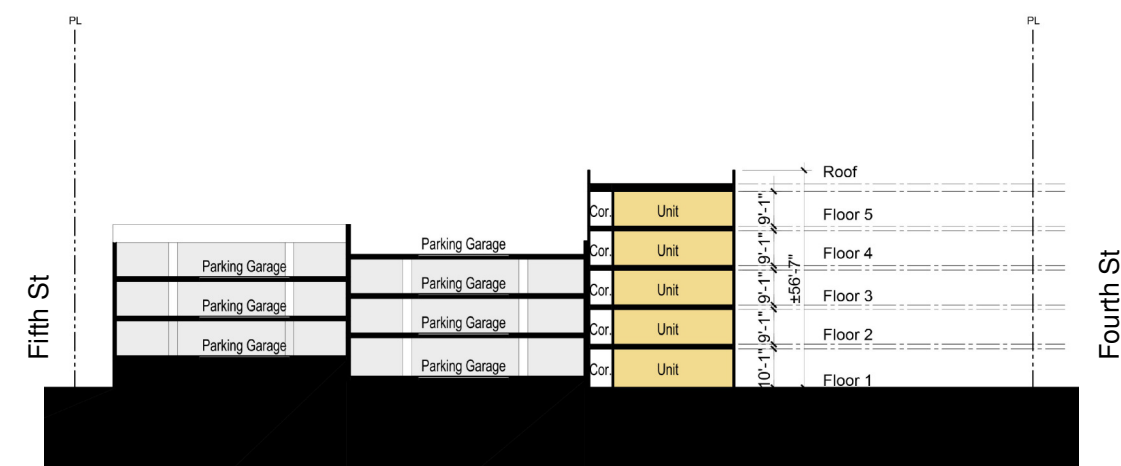 PL
PL
Roof
Cor.
Unit
9'-1"
Floor 5
Parking Garage
Cor.
Unit
9'-1"
Floor 4
Parking Garage
Parking Garage
Cor.
Unit
9'-1"
±56'-7"
Floor 3
Parking Garage
Parking Garage
Cor.
Unit
9'-1"
Floor 2
Parking Garage
Parking Garage
Cor.
Unit
10'-1"
Floor 1
Fifth St
Fourth St